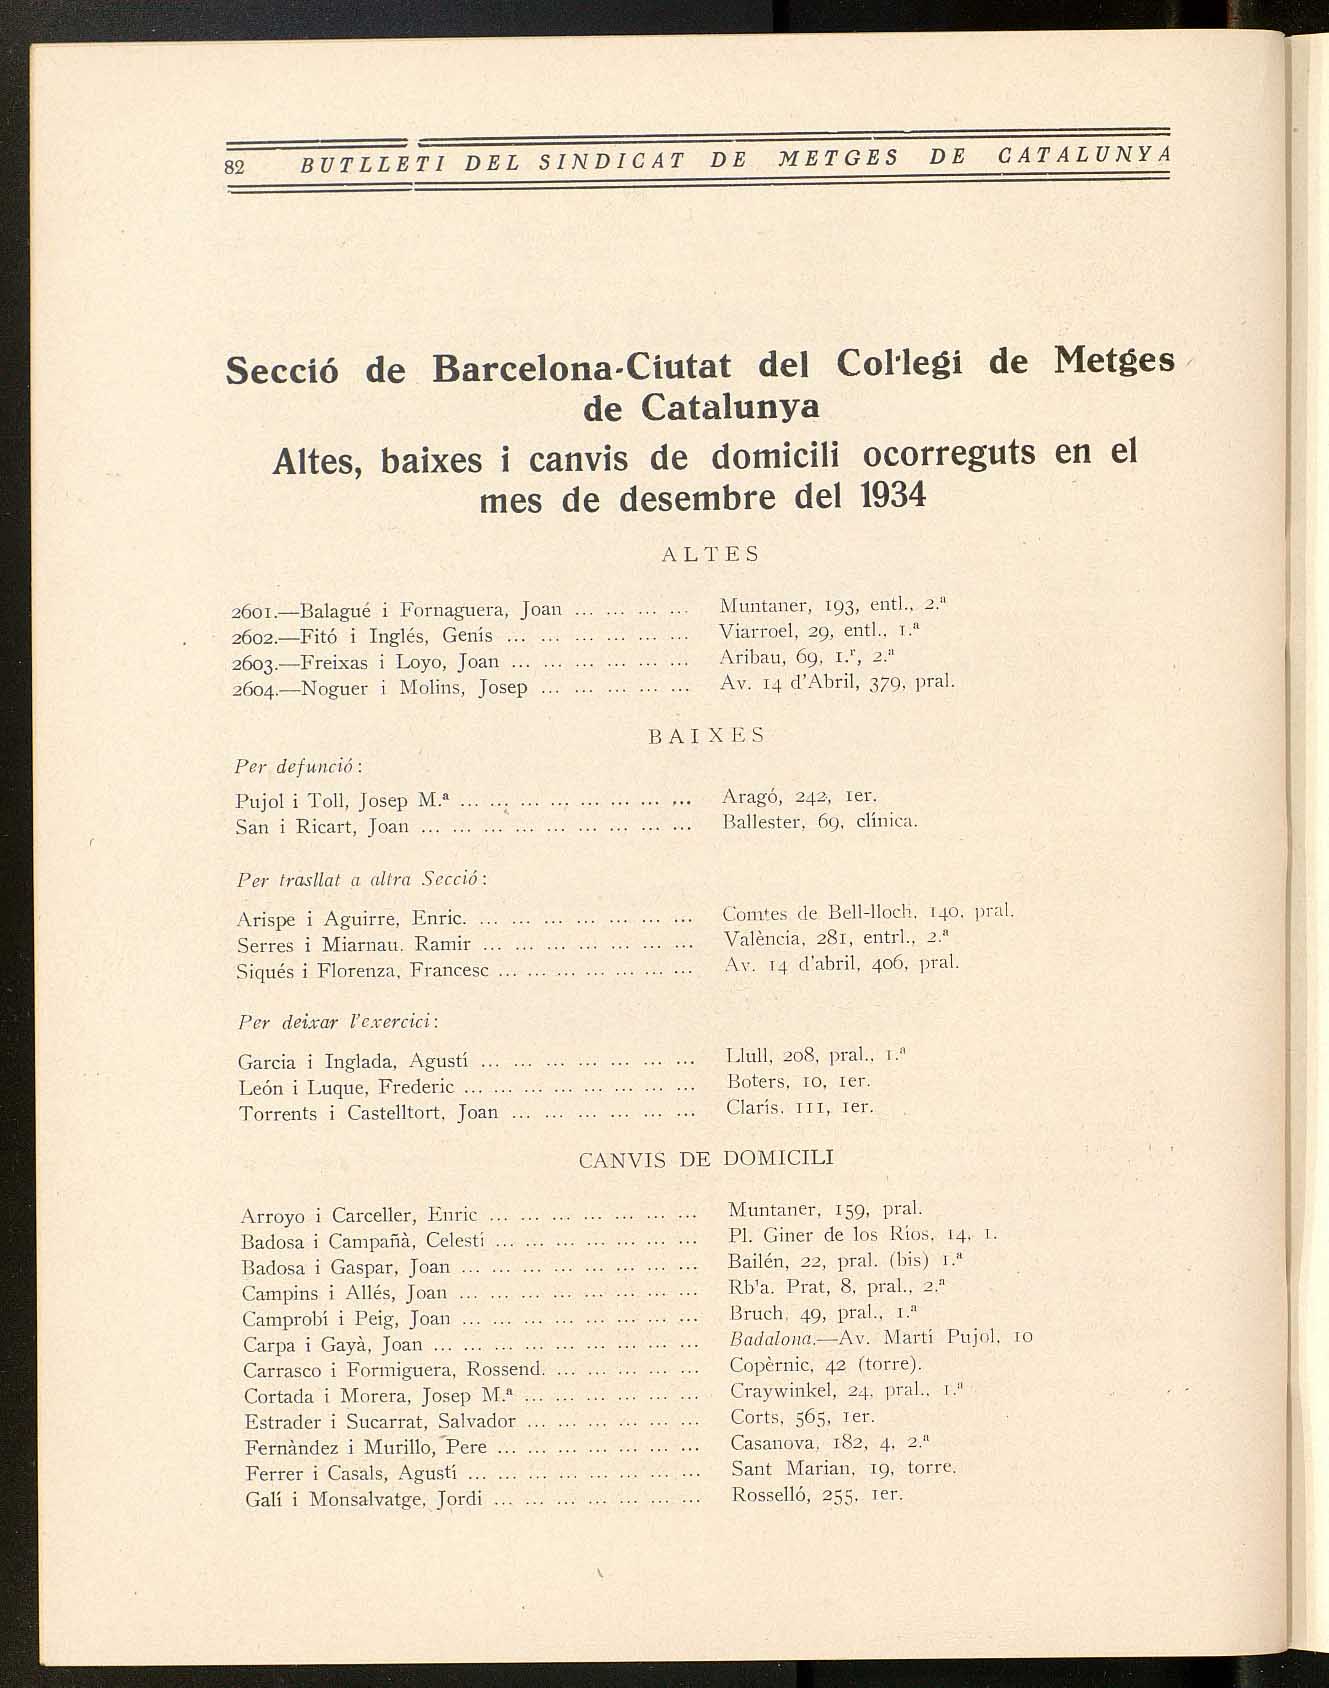 82 BUTLLETI DEL SINDICAT DE METGES DE CATALUNYA
Secció de Barcelona-Ciutat del Col·legi de Metges
de Catalunya
Altes, baixes i canvis de domicili ocorreguts en el
mes de desembre del 1934
ALTES
2601.—Balagué i Fornaguera, Joan ... ... ... ... Muntaner, 193, entl., 2.ª
2602.—Fitó i Inglés, Genís ... ... ... ... ... ... Viarroel, 29, entl., 1.ª
2603.—Freixas i Loyo, Joan ... ... ... ... ... ... Aribau, 69, 1.r, 2.ª
2604.—Noguer i Molins, Josep ... ... ... ... ... Av. 14 d'Abril, 379, pral.
BAIXES
Per defunció:
Pujol i Toll, Josep M.ª ... ... ... ... ... ... ... ... Aragó, 242, 1er.
San i Ricart, Joan ... ... ... ... ... ... ... ... ... Ballester, 69, clínica.
Per trasllat a altra Secció:
Arispe i Aguirre, Enric. ... ... ... ... ... ... ... Comtes de Bell-lloch, 140, pral.
Serres i Miarnau, Ramir ... ... ... ... ... ... ... València, 281, entrl., 2.ª
Siqués i Florenza, Francesc ... ... ... ... ... ... ... Av. 14 d'abril, 406, pral.
Per deixar l'exercici:
Garcia i Inglada, Agustí ... ... ... ... ... ... ... Llull, 208, pral., 1.ª
León i Luque, Frederic ... ... ... ... ... ... ... ... Boters, 10, 1er.
Torrents i Castelltort, Joan ... ... ... ... ... ... Clarís, 111, 1er.
CANVIS DE DOMICILI
Arroyo i Carceller, Enric ... ... ... ... ... ... ... Muntaner, 159, pral.
Badosa i Campañà, Celestí ... ... ... ... ... ... ... Pl. Giner de los Ríos, 14, 1.
Badosa i Gaspar, Joan ... ... ... ... ... ... ... ... Bailén, 22, pral. (bis) 1.ª
Campins i Allés, Joan ... ... ... ... ... ... ... ... Rb'a. Prat, 8, pral., 2.ª
Camprobí i Peig, Joan ... ... ... ... ... ... ... ... Bruch, 49, pral., 1.ª
Carpa i Gayà, Joan ... ... ... ... ... ... ... ... ... Badalona.—Av. Martí Pujol, 10
Carrasco i Formiguera, Rossend. ... ... ... ... ... Copèrnic, 42 (torre).
Cortada i Morera, Josep M.ª ... ... ... ... ... ... Craywinkel, 24, pral., 1.ª
Estrader i Sucarrat, Salvador ... ... ... ... ... ... Corts, 565, 1er.
Fernàndez i Murillo, Pere ... ... ... ... ... ... ... Casanova, 182, 4, 2.ª
Ferrer i Casals, Agustí ... ... ... ... ... ... ... ... Sant Marian, 19, torre.
Galí i Monsalvatge, Jordi ... ... ... ... ... ... ... Rosselló, 255, 1er.